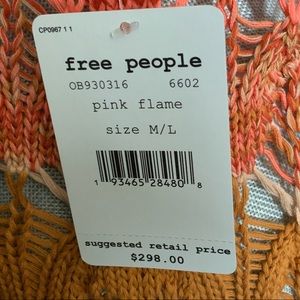 CP0967 1 1
free people
OB930316 6602
pink flame
size M/L
1 93465 28480 8
suggested retail price
$298.00